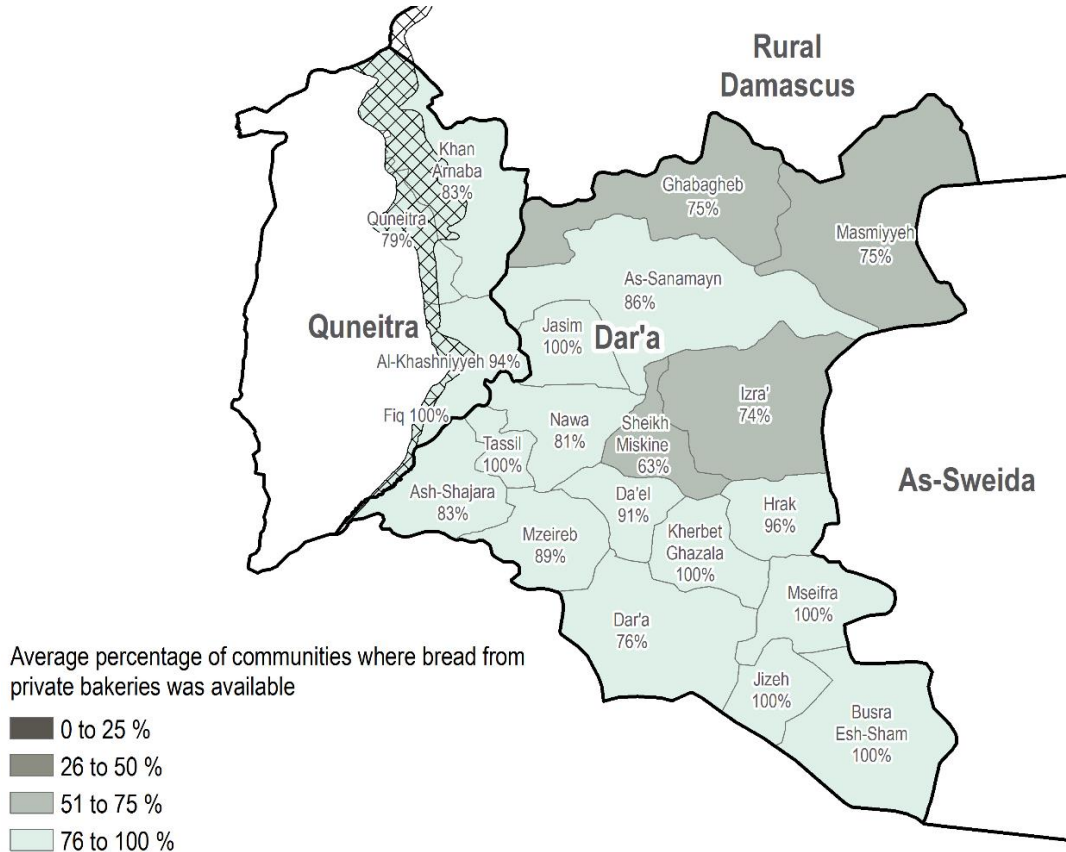 Rural
Damascus
Khan
Arnaba
83%
Ghabagheb
75%
Quneitra
79%
Masmiyyeh
75%
As-Sanamayn
86%
Quneitra
Jasim
100%
Dar'a
Al-Khashniyyeh 94%
Izra'
74%
Fiq 100%
Nawa
81%
Sheikh
Miskine
63%
Tassil
100%
As-Sweida
Ash-Shajara
83%
Da'el
91%
Hrak
96%
Mzeireb
89%
Kherbet
Ghazala
100%
Mseifra
100%
Dar'a
76%
Jizeh
100%
Busra
Esh-Sham
100%
Average percentage of communities where bread from
private bakeries was available
0 to 25 %
26 to 50 %
51 to 75 %
76 to 100 %